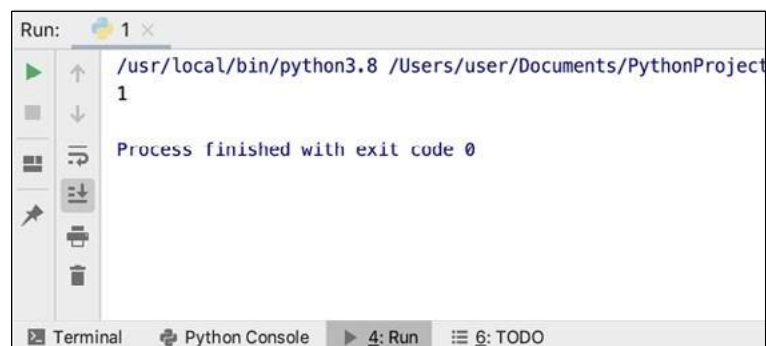 Run: 1
/usr/local/bin/python3.8 /Users/user/Documents/PythonProject
1
Process finished with exit code 0
Terminal Python Console 4: Run 6: TODO